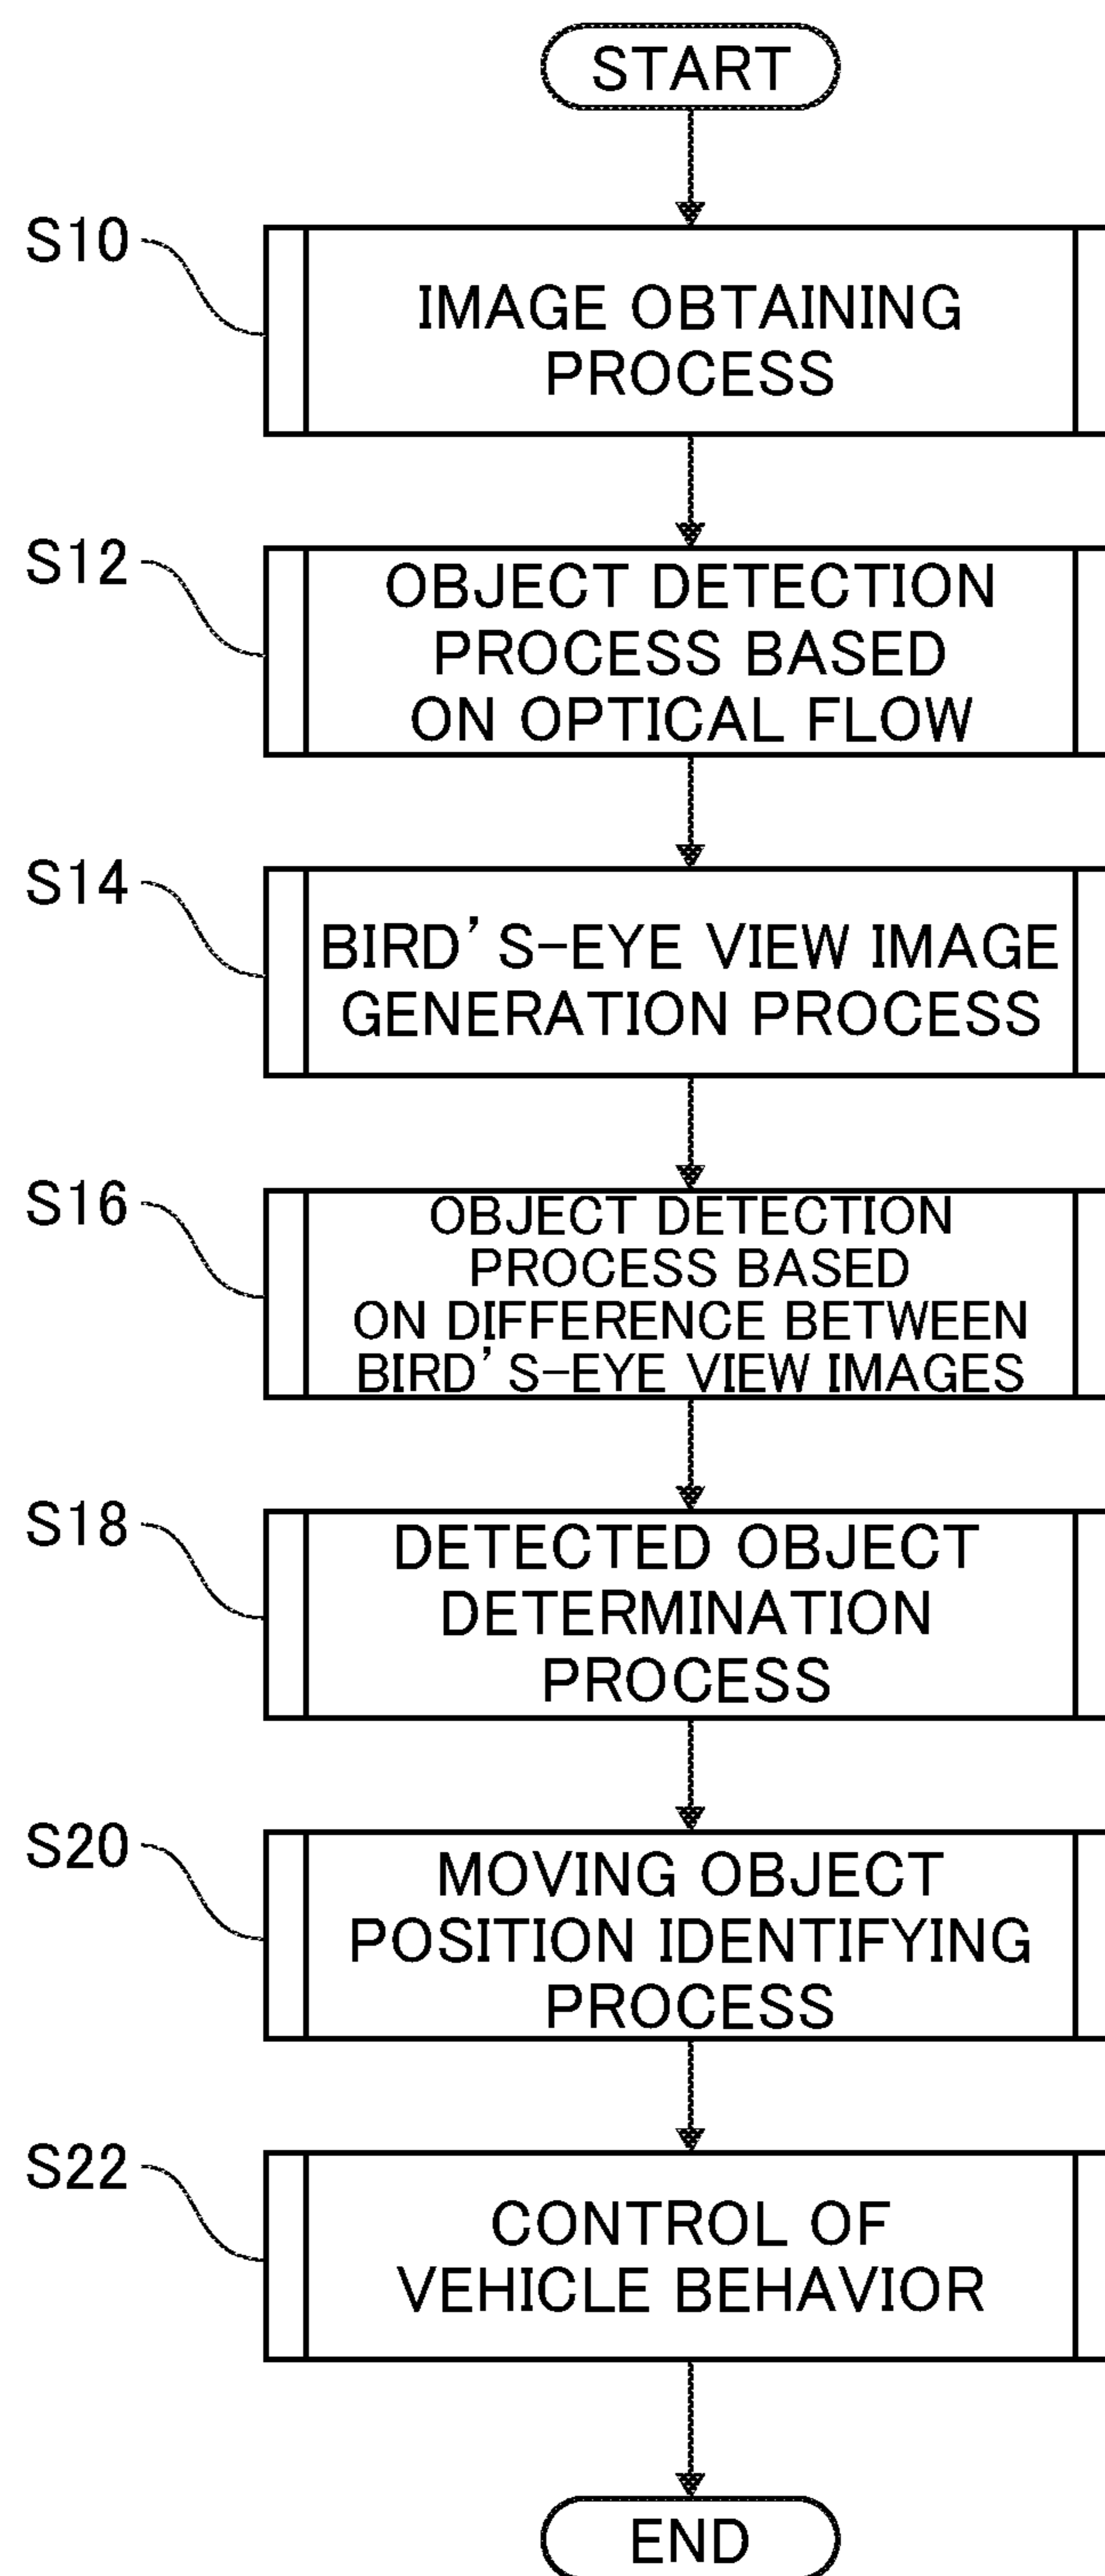 START
S10
IMAGE OBTAINING
PROCESS
S12
OBJECT DETECTION
PROCESS BASED
ON OPTICAL FLOW
S14
BIRD'S-EYE VIEW IMAGE
GENERATION PROCESS
S16
OBJECT DETECTION
PROCESS BASED
ON DIFFERENCE BETWEEN
BIRD'S-EYE VIEW IMAGES
S18
DETECTED OBJECT
DETERMINATION
PROCESS
S20
MOVING OBJECT
POSITION IDENTIFYING
PROCESS
S22
CONTROL OF
VEHICLE BEHAVIOR
END